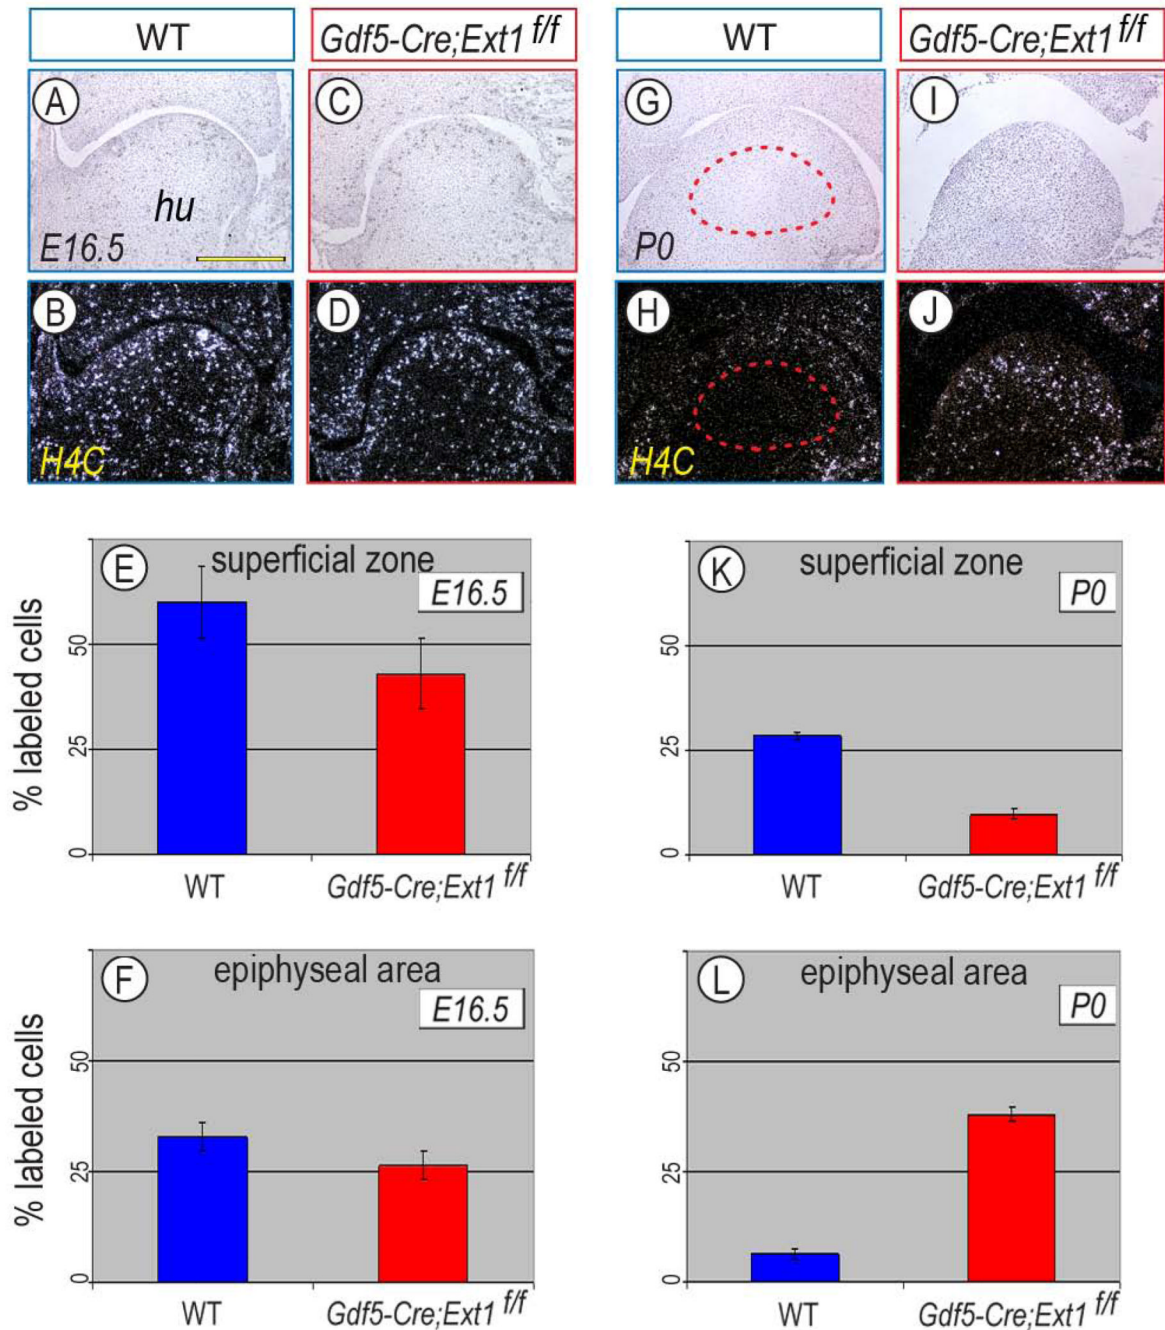 WT
Gdf5-Cre;Ext1 f/f
WT
Gdf5-Cre;Ext1 f/f
A
C
G
I
hu
E16.5
P0
B
D
H
J
H4C
H4C
E
superficial zone
E16.5
% labeled cells
50
25
0
WT
Gdf5-Cre;Ext1 f/f
K
superficial zone
P0
50
25
0
WT
Gdf5-Cre;Ext1 f/f
F
epiphyseal area
E16.5
% labeled cells
50
25
0
WT
Gdf5-Cre;Ext1 f/f
L
epiphyseal area
P0
50
25
0
WT
Gdf5-Cre;Ext1 f/f